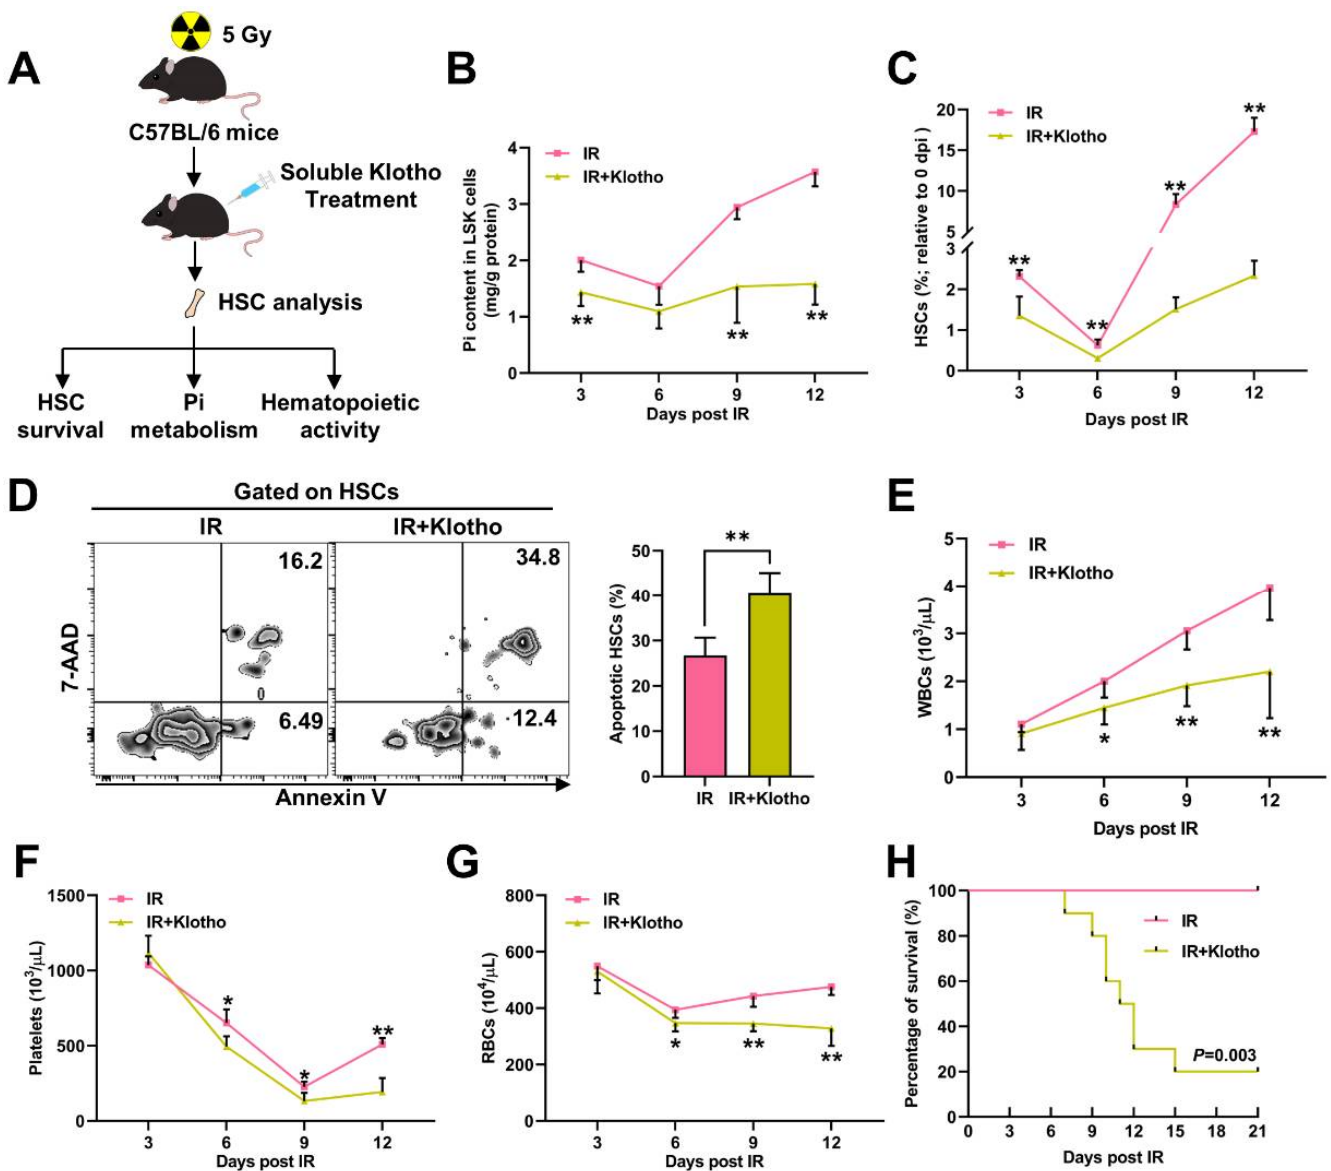 A
5 Gy
C57BL/6 mice
Soluble Klotho
Treatment
HSC analysis
HSC
survival
Pi
metabolism
Hematopoietic
activity
B
Pi content in LSK cells
(mg/g protein)
4
3
2
1
0
IR
IR+Klotho
**
**
**
3 6 9 12
Days post IR
C
HSCs (%; relative to 0 dpi )
20
15
10
5
3
2
1
0
IR
IR+Klotho
**
**
**
**
3 6 9 12
Days post IR
D
Gated on HSCs
IR
IR+Klotho
16.2
34.8
0
6.49
12.4
7-AAD
Annexin V
Apoptotic HSCs (%)
50
40
30
20
10
0
**
IR IR+Klotho
E
WBCs (10³/μL)
5
4
3
2
1
0
IR
IR+Klotho
*
**
**
3 6 9 12
Days post IR
F
Platelets (10³/μL)
1500
1000
500
0
IR
IR+Klotho
*
*
**
3 6 9 12
Days post IR
G
RBCs (10⁴/μL)
800
600
400
200
0
IR
IR+Klotho
*
**
**
3 6 9 12
Days post IR
H
Percentage of survival (%)
100
80
60
40
20
0
IR
IR+Klotho
P=0.003
0 3 6 9 12 15 18 21
Days post IR